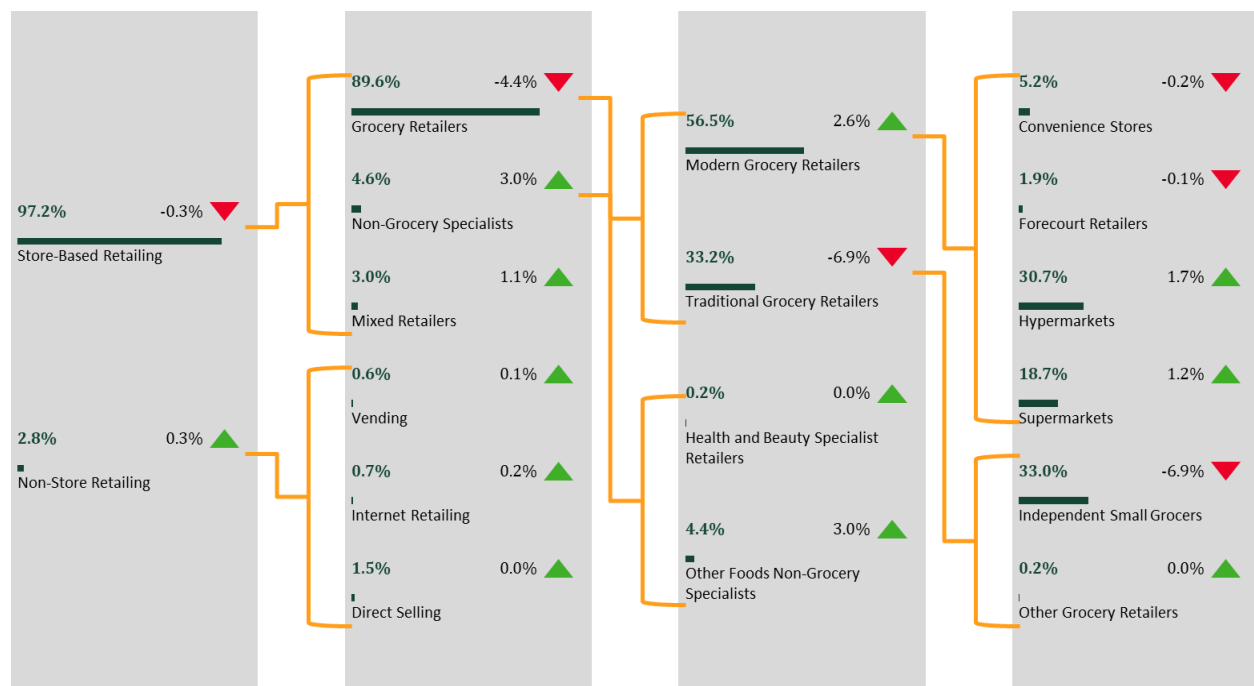 97.2% -0.3%
Store-Based Retailing
2.8% 0.3%
Non-Store Retailing
89.6% -4.4%
Grocery Retailers
4.6% 3.0%
Non-Grocery Specialists
3.0% 1.1%
Mixed Retailers
0.6% 0.1%
Vending
0.7% 0.2%
Internet Retailing
1.5% 0.0%
Direct Selling
56.5% 2.6%
Modern Grocery Retailers
33.2% -6.9%
Traditional Grocery Retailers
0.2% 0.0%
Health and Beauty Specialist
Retailers
4.4% 3.0%
Other Foods Non-Grocery
Specialists
5.2% -0.2%
Convenience Stores
1.9% -0.1%
Forecourt Retailers
30.7% 1.7%
Hypermarkets
18.7% 1.2%
Supermarkets
33.0% -6.9%
Independent Small Grocers
0.2% 0.0%
Other Grocery Retailers